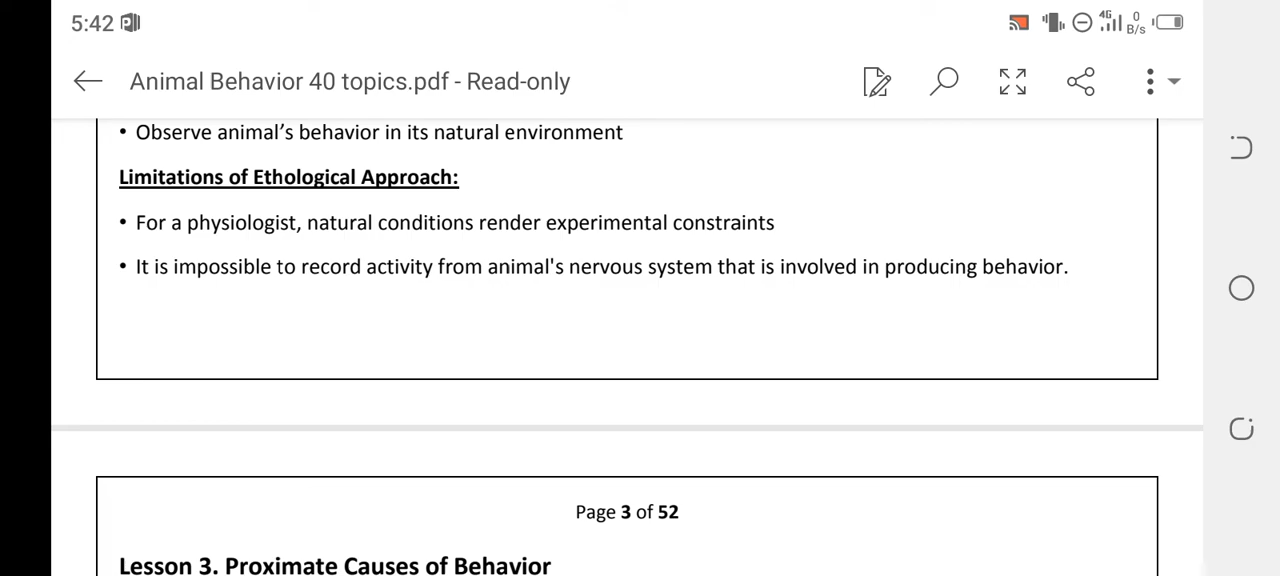 5:42
4G 0 B/s
Animal Behavior 40 topics.pdf - Read-only
• Observe animal's behavior in its natural environment
Limitations of Ethological Approach:
• For a physiologist, natural conditions render experimental constraints
• It is impossible to record activity from animal's nervous system that is involved in producing behavior.
Page 3 of 52
Lesson 3. Proximate Causes of Behavior